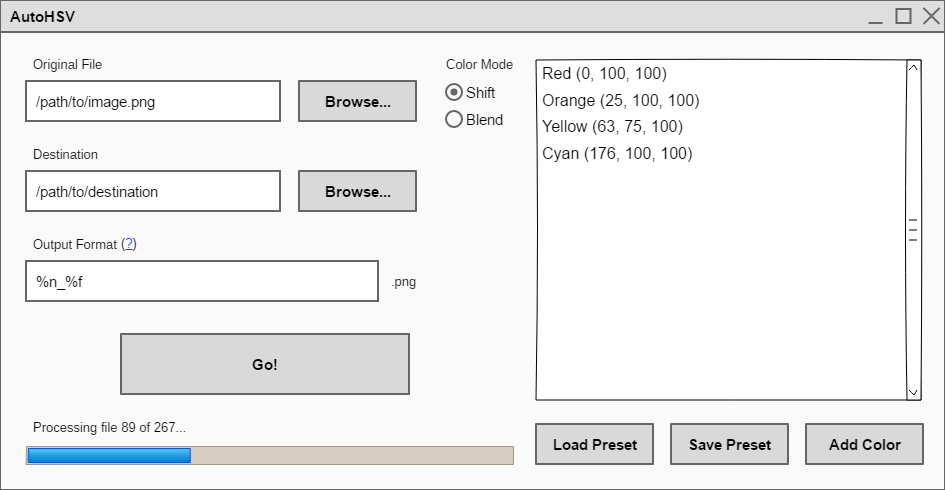 AutoHSV
Original File
/path/to/image.png
Browse...
Destination
/path/to/destination
Browse...
Output Format (?)
%n_%f
.png
Go!
Processing file 89 of 267...
Color Mode
Shift
Blend
Red (0, 100, 100)
Orange (25, 100, 100)
Yellow (63, 75, 100)
Cyan (176, 100, 100)
Load Preset
Save Preset
Add Color